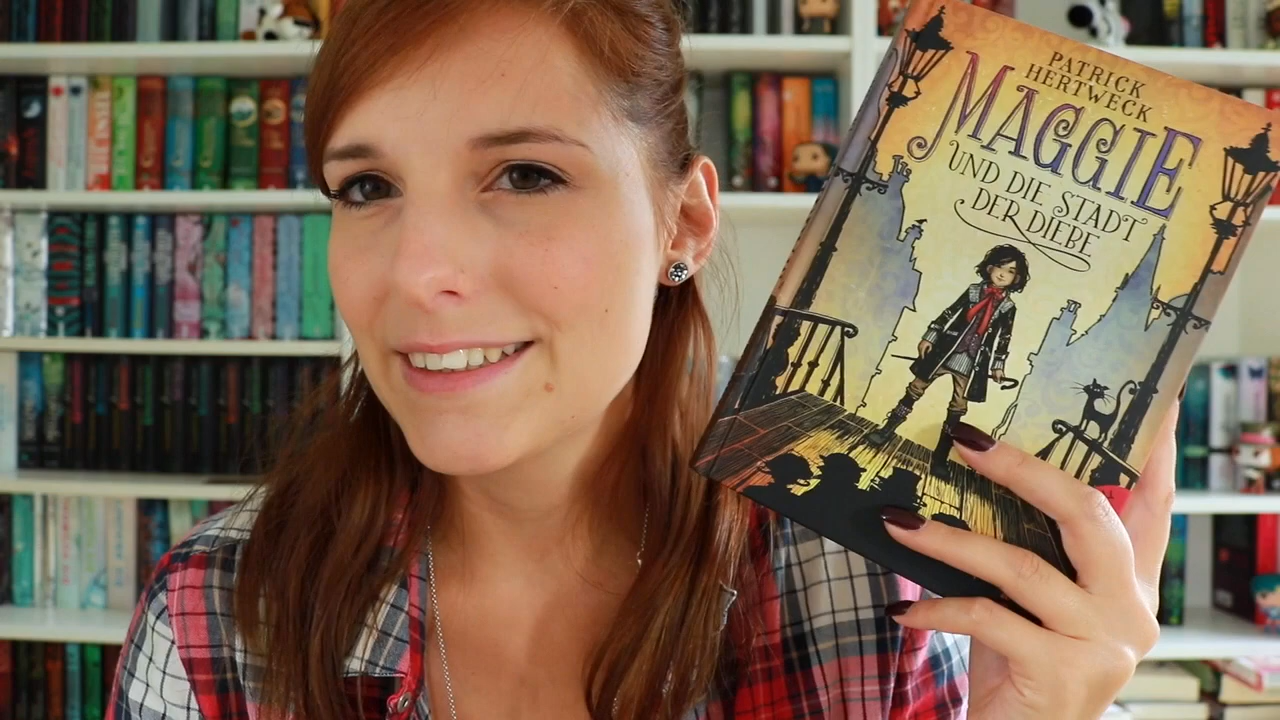 PATRICK
HERTWECK
MAGGIE
UND DIE STADT
DER DIEBE